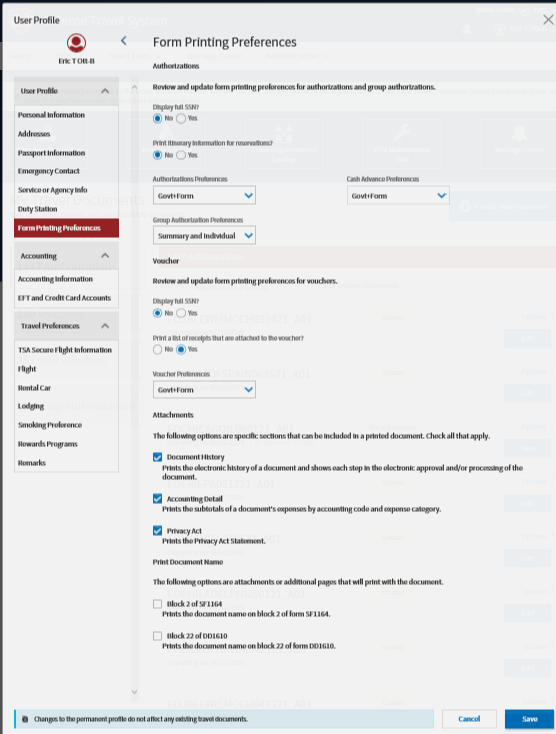 User Profile
Eric T Ott-B
User Profile
Personal Information
Addresses
Passport Information
Emergency Contact
Service or Agency Info
Duty Station
Form Printing Preferences
Accounting
Accounting Information
EFT and Credit Card Accounts
Travel Preferences
TSA Secure Flight Information
Flight
Rental Car
Lodging
Smoking Preference
Rewards Programs
Remarks
Form Printing Preferences
Authorizations
Review and update form printing preferences for authorizations and group authorizations.
Display full SSN?
No Yes
Print itinerary information for reservations?
No Yes
Authorizations Preferences Cash Advance Preferences
Govt+Form Govt+Form
Group Authorization Preferences
Summary and Individual
Voucher
Review and update form printing preferences for vouchers.
Display full SSN?
No Yes
Print a list of receipts that are attached to the voucher?
No Yes
Voucher Preferences
Govt+Form
Attachments
The following options are specific sections that can be included in a printed document. Check all that apply.
Document History
Prints the electronic history of a document and shows each step in the electronic approval and/or processing of the
document.
Accounting Detail
Prints the subtotals of a document's expenses by accounting code and expense category.
Privacy Act
Prints the Privacy Act Statement.
Print Document Name
The following options are attachments or additional pages that will print with the document.
Block 2 of SF1164
Prints the document name on block 2 of form SF1164.
Block 22 of DD1610
Prints the document name on block 22 of form DD1610.
Changes to the permanent profile do not affect any existing travel documents.
Cancel Save